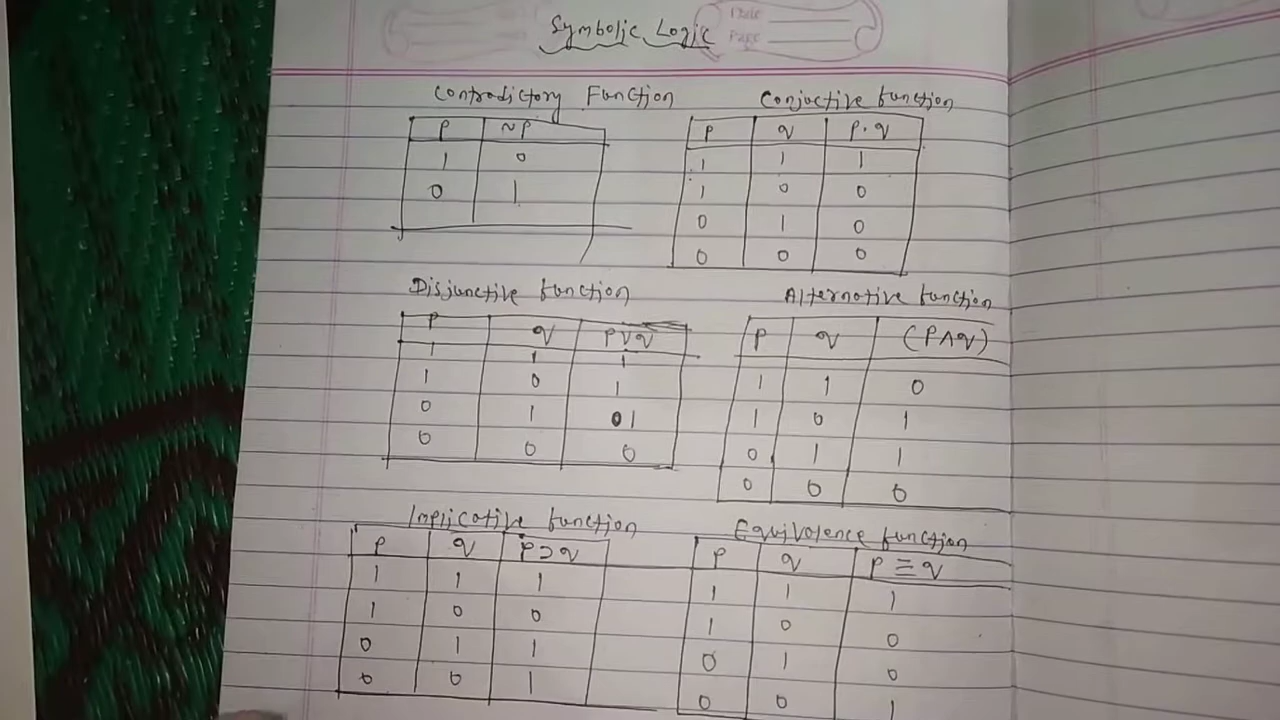 Date
Page
Symbolic Logic
Contradictory Function
P ~P
1 0
0 1
Conjuctive function
P q P·q
1 1 1
1 0 0
0 1 0
0 0 0
Disjunctive function
P q P∨q
1 1 1
1 0 1
0 1 01
0 0 0
Alternative function
P q (P∧q)
1 1 0
1 0 1
0 1 1
0 0 0
Implicative function
P q P⊃q
1 1 1
1 0 0
0 1 1
0 0 1
Equivalence function
P q P≡q
1 1 1
1 0 0
0 1 0
0 0 1